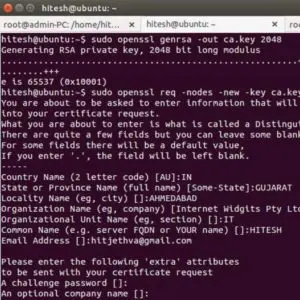 hitesh@ubuntu: ~
root@admin-PC: /home/hit...
hitesh@ubuntu: ~
root@ubuntu: ~
hitesh@ubuntu:~$ sudo openssl genrsa -out ca.key 2048
Generating RSA private key, 2048 bit long modulus
........+++
e is 65537 (0x10001)
hitesh@ubuntu:~$ sudo openssl req -nodes -new -key ca.key
You are about to be asked to enter information that will
into your certificate request.
What you are about to enter is what is called a Distingui
There are quite a few fields but you can leave some blank
For some fields there will be a default value,
If you enter '.', the field will be left blank.
-----
Country Name (2 letter code) [AU]:IN
State or Province Name (full name) [Some-State]:GUJARAT
Locality Name (eg, city) []:AHMEDABAD
Organization Name (eg, company) [Internet Widgits Pty Ltd
Organizational Unit Name (eg, section) []:IT
Common Name (e.g. server FQDN or YOUR name) []:HITESH
Email Address []:hitjethva@gmail.com
Please enter the following 'extra' attributes
to be sent with your certificate request
A challenge password []:
An optional company name []: